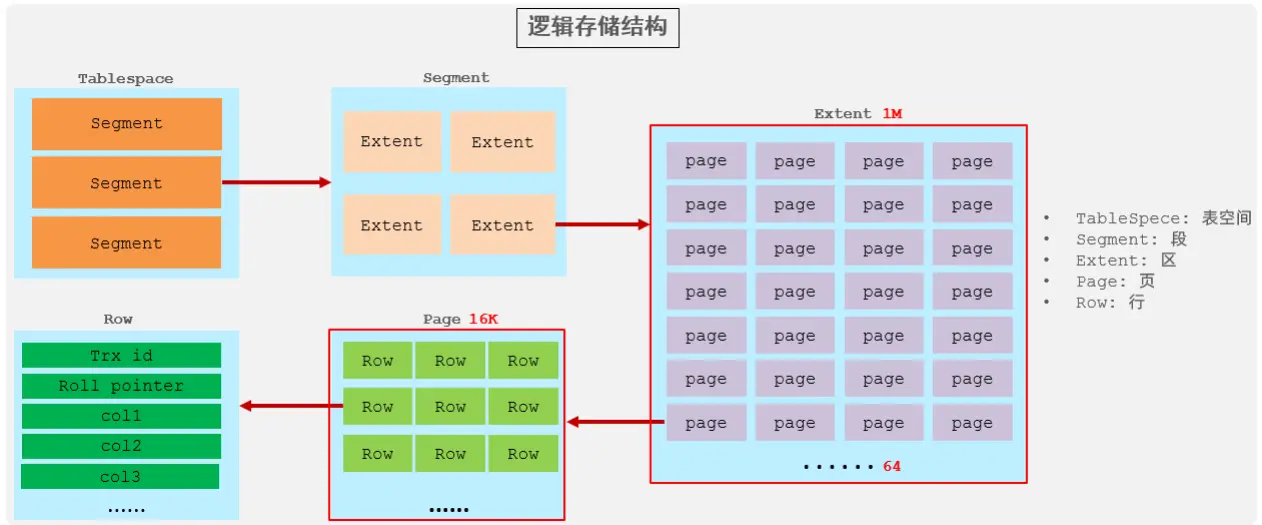 逻辑存储结构
Tablespace
Segment
Segment
Segment
Segment
Extent Extent
Extent Extent
Extent 1M
page page page page
page page page page
page page page page
page page page page
page page page page
page page page page
page page page page
...... 64
• TableSpece: 表空间
• Segment: 段
• Extent: 区
• Page: 页
• Row: 行
Row
Trx id
Roll pointer
col1
col2
col3
......
Page 16K
Row Row Row
Row Row Row
Row Row Row
......